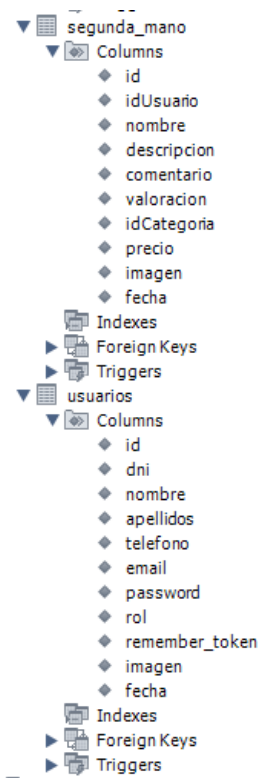 segunda_mano
Columns
id
idUsuario
nombre
descripcion
comentario
valoracion
idCategoria
precio
imagen
fecha
Indexes
Foreign Keys
Triggers
usuarios
Columns
id
dni
nombre
apellidos
telefono
email
password
rol
remember_token
imagen
fecha
Indexes
Foreign Keys
Triggers